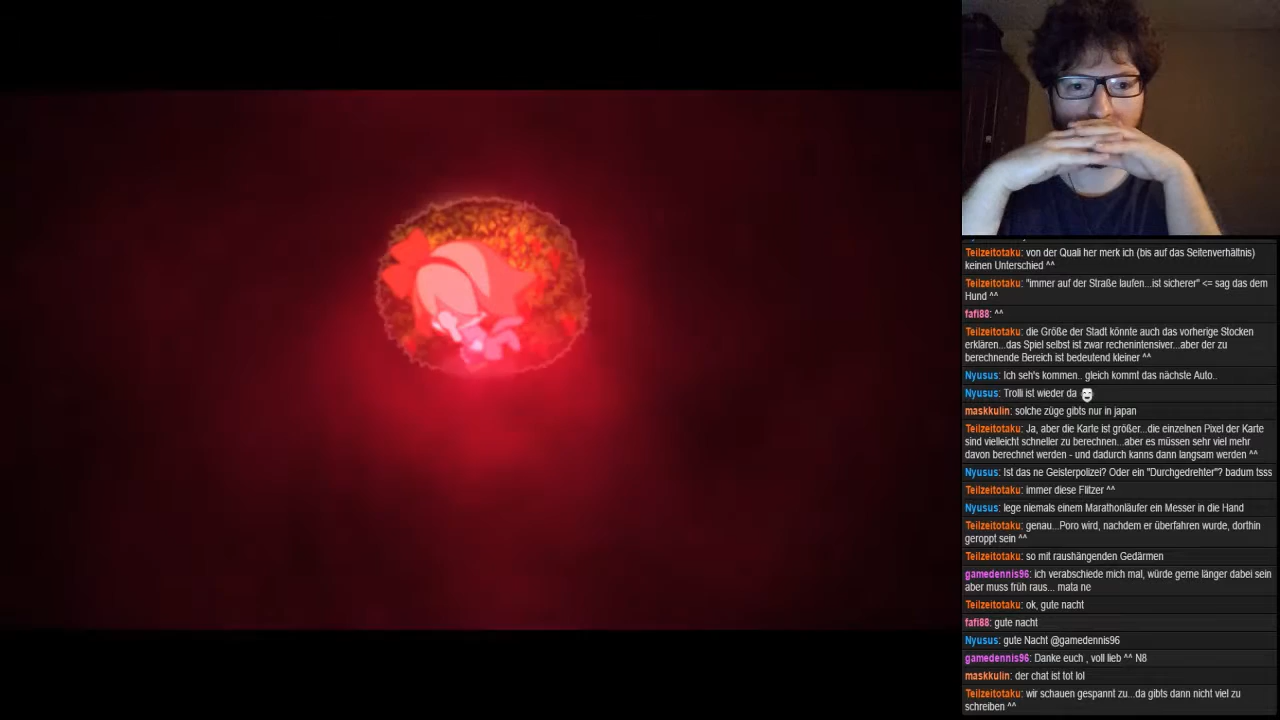 Teilzeitotaku: von der Quali her merk ich (bis auf das Seitenverhältnis)
keinen Unterschied ^^
Teilzeitotaku: "immer auf der Straße laufen...ist sicherer" <= sag das dem
Hund ^^
fafi88: ^^
Teilzeitotaku: die Größe der Stadt könnte auch das vorherige Stocken
erklären...das Spiel selbst ist zwar rechenintensiver...aber der zu
berechnende Bereich ist bedeutend kleiner ^^
Nyusus: Ich seh's kommen.. gleich kommt das nächste Auto..
Nyusus: Trolli ist wieder da
maskkulin: solche züge gibts nur in japan
Teilzeitotaku: Ja, aber die Karte ist größer...die einzelnen Pixel der Karte
sind vielleicht schneller zu berechnen...aber es müssen sehr viel mehr
davon berechnet werden - und dadurch kanns dann langsam werden ^^
Nyusus: Ist das ne Geisterpolizei? Oder ein "Durchgedrehter"? badum tsss
Teilzeitotaku: immer diese Flitzer ^^
Nyusus: lege niemals einem Marathonläufer ein Messer in die Hand
Teilzeitotaku: genau...Poro wird, nachdem er überfahren wurde, dorthin
geroppt sein ^^
Teilzeitotaku: so mit raushängenden Gedärmen
gamedennis96: ich verabschiede mich mal, würde gerne länger dabei sein
aber muss früh raus... mata ne
Teilzeitotaku: ok, gute nacht
fafi88: gute nacht
Nyusus: gute Nacht @gamedennis96
gamedennis96: Danke euch , voll lieb ^^ N8
maskkulin: der chat ist tot lol
Teilzeitotaku: wir schauen gespannt zu...da gibts dann nicht viel zu
schreiben ^^